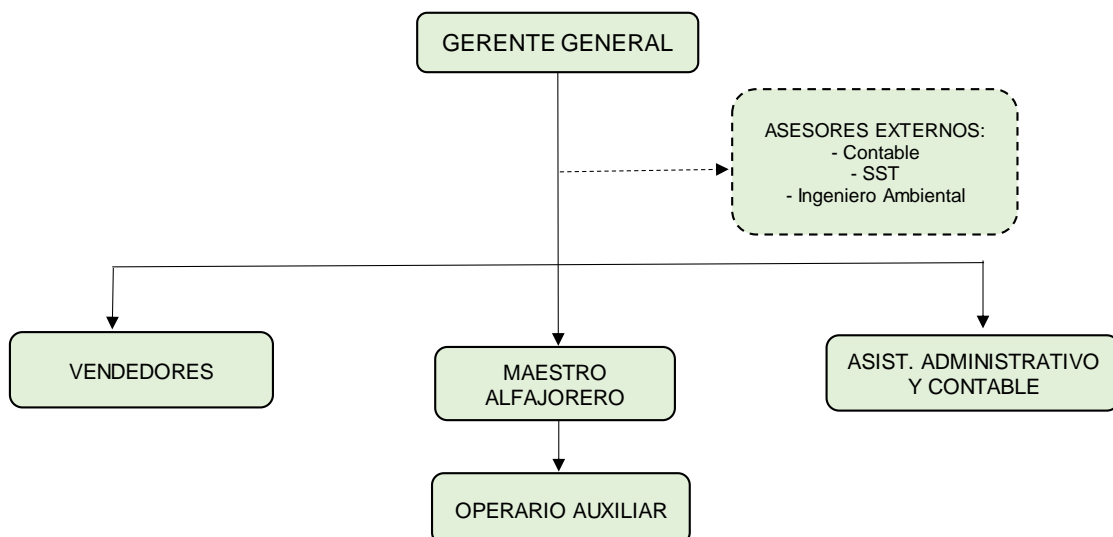 GERENTE GENERAL
ASESORES EXTERNOS:
- Contable
- SST
- Ingeniero Ambiental
VENDEDORES
MAESTRO
ALFAJORERO
ASIST. ADMINISTRATIVO
Y CONTABLE
OPERARIO AUXILIAR